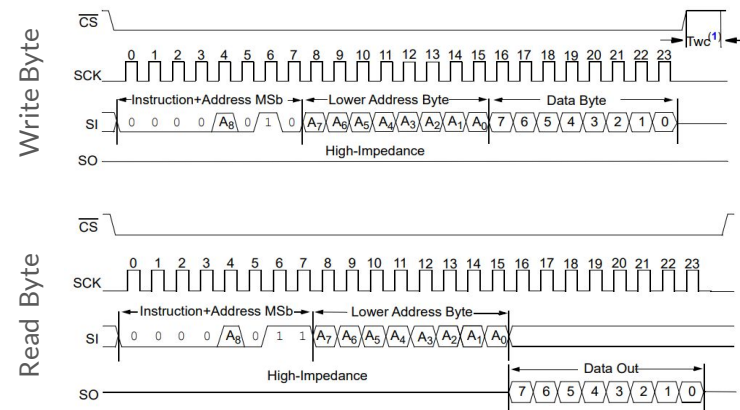 Write Byte
CS
Twc(1)
0 1 2 3 4 5 6 7 8 9 10 11 12 13 14 15 16 17 18 19 20 21 22 23
SCK
Instruction+Address MSb Lower Address Byte Data Byte
SI 0 0 0 0 A8 0 1 0 A7 A6 A5 A4 A3 A2 A1 A0 7 6 5 4 3 2 1 0
High-Impedance
SO
Read Byte
CS
0 1 2 3 4 5 6 7 8 9 10 11 12 13 14 15 16 17 18 19 20 21 22 23
SCK
Instruction+Address MSb Lower Address Byte
SI 0 0 0 0 A8 0 1 1 A7 A6 A5 A4 A3 A2 A1 A0
High-Impedance Data Out
SO 7 6 5 4 3 2 1 0